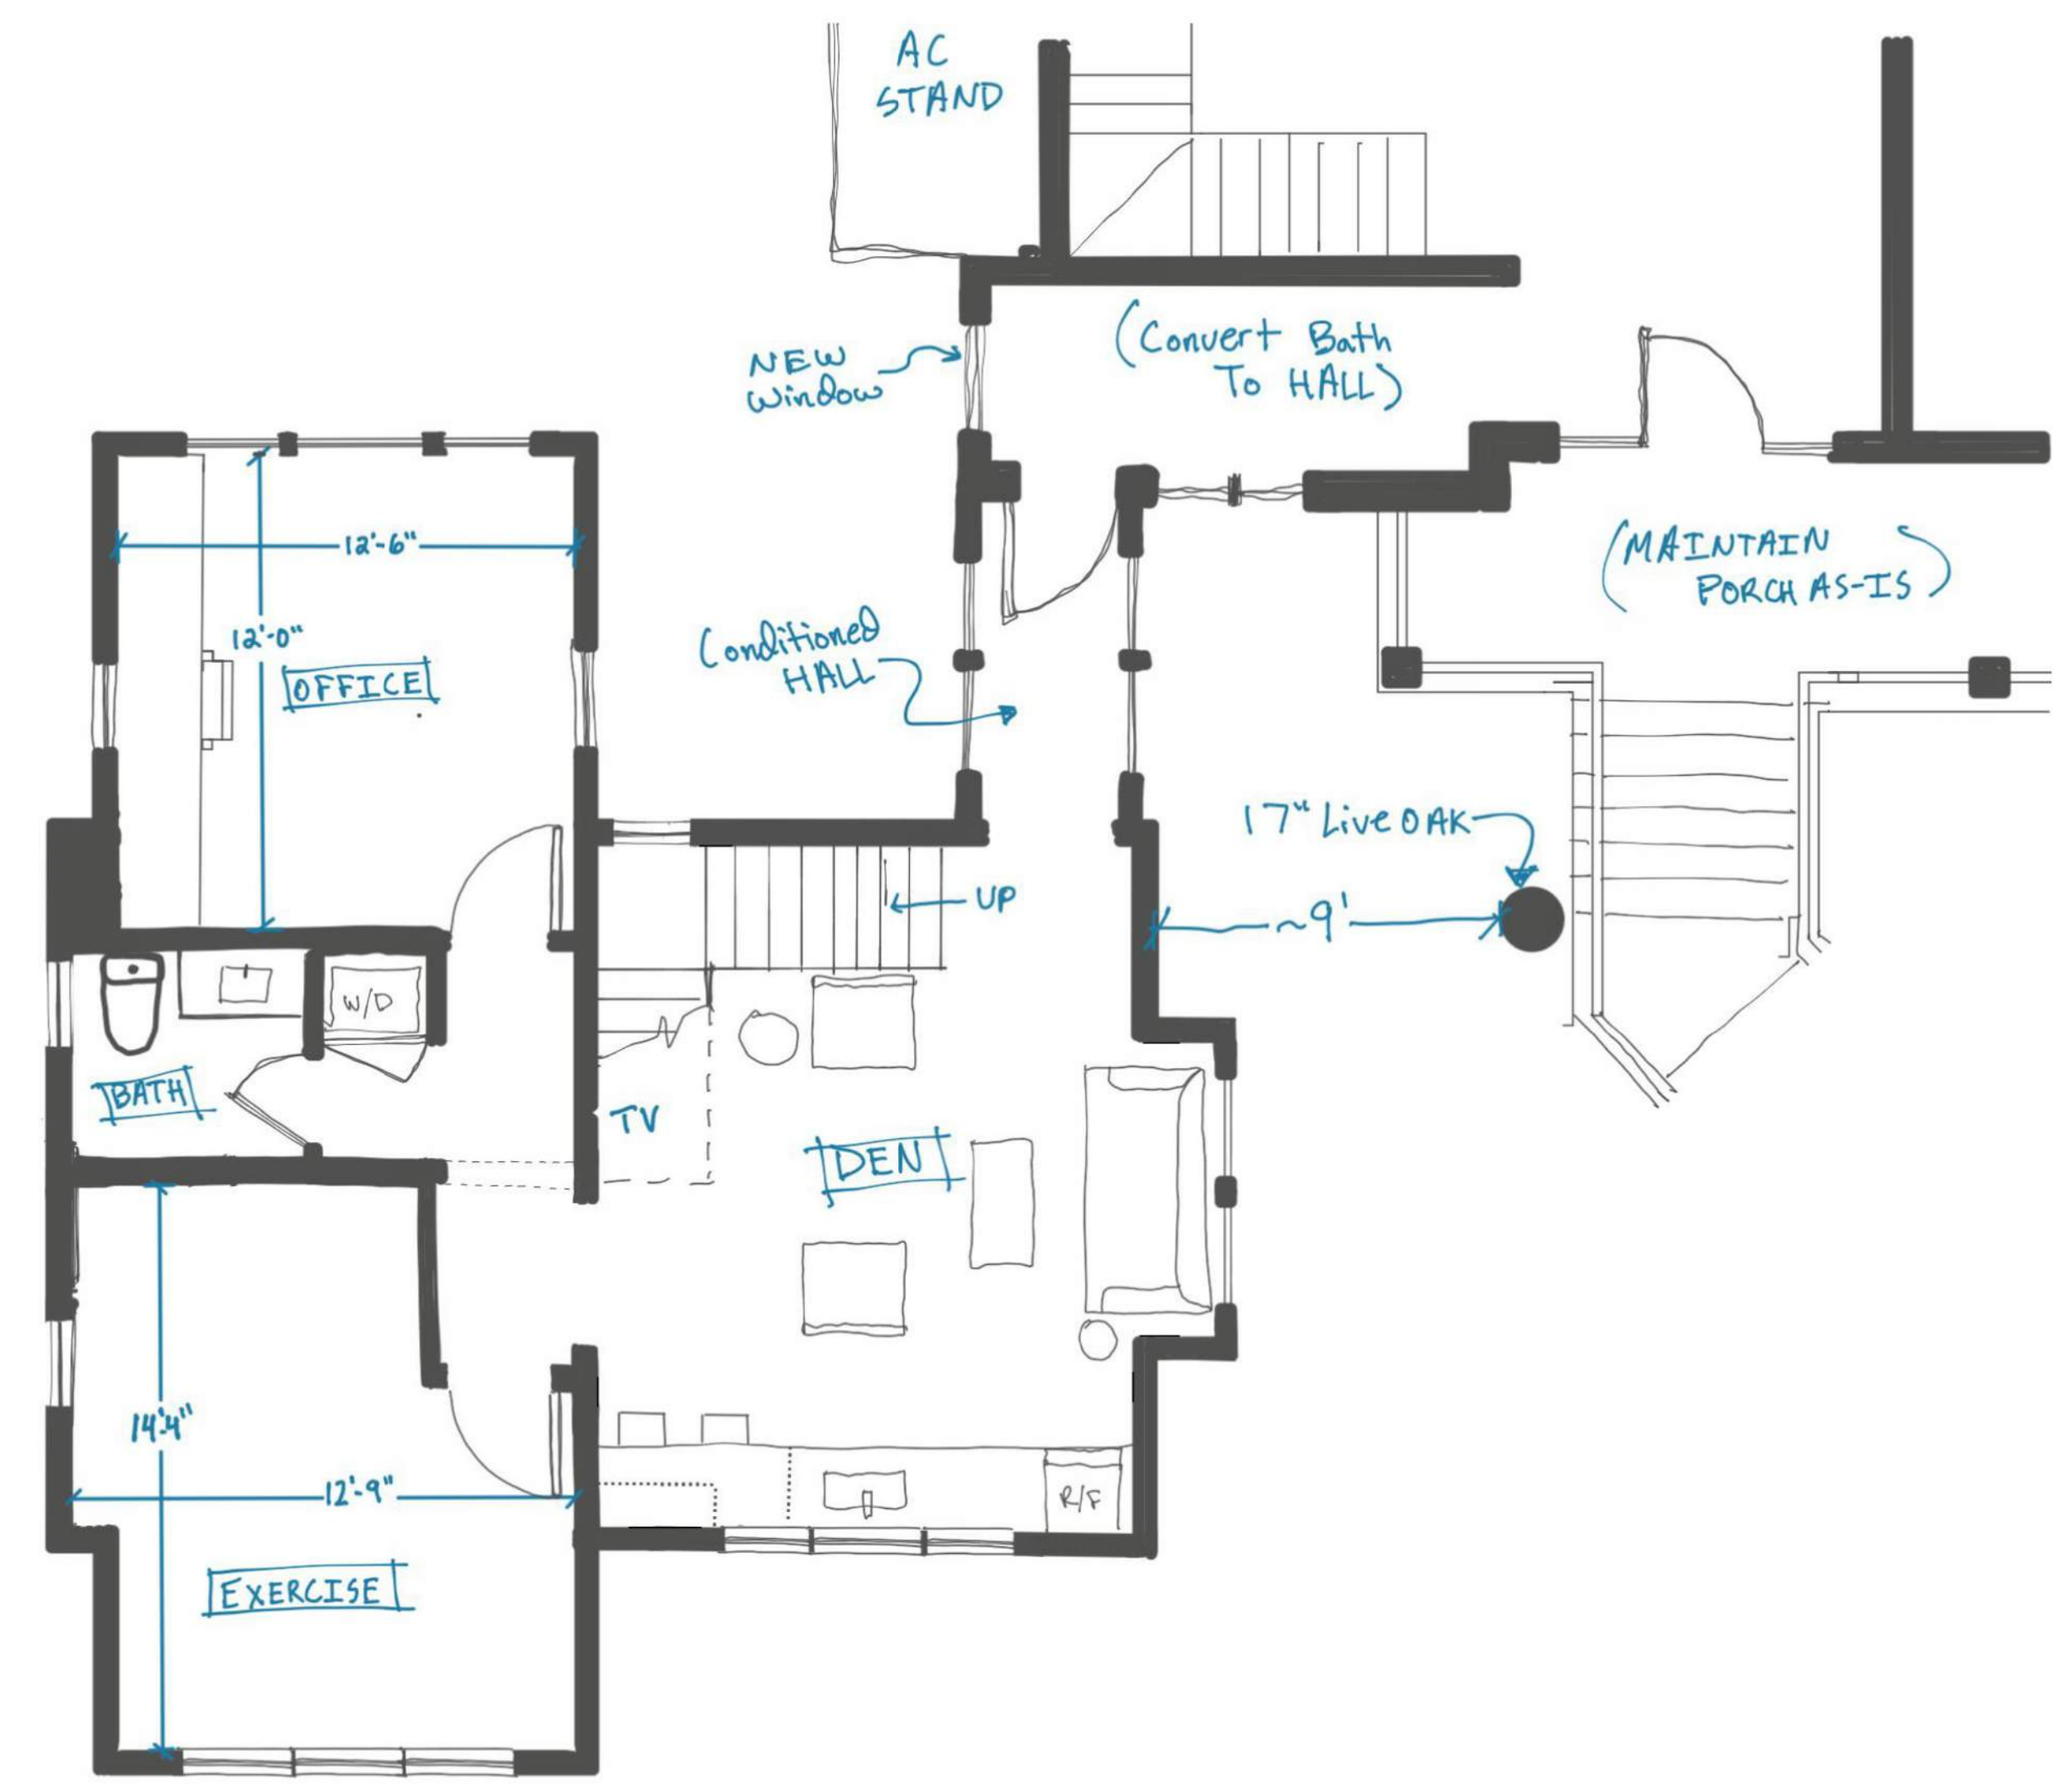 AC
STAND
NEW
Window
(Convert Bath
To HALL)
12'-6"
12'-0"
OFFICE
Conditioned
HALL
(MAINTAIN
PORCH AS-IS)
17" Live OAK
UP
~9'
W/D
BATH
TV
DEN
14'4"
12'-9"
R/F
EXERCISE